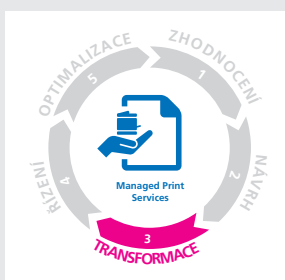 ZHODNOCENÍ
1
NÁVRH
2
3
TRANSFORMACE
4
ŘÍZENÍ
5
OPTIMALIZACE
Managed Print
Services